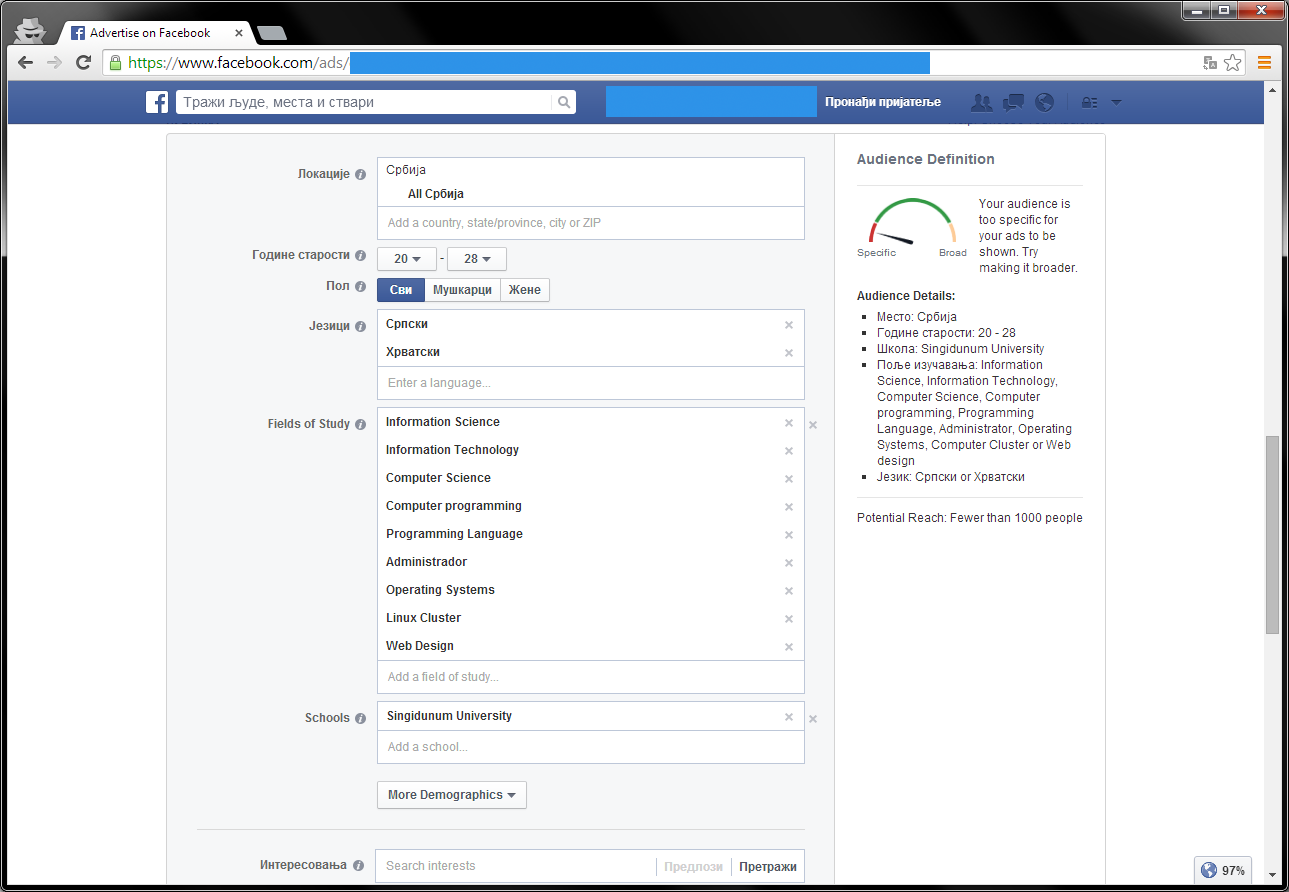 Advertise on Facebook
https://www.facebook.com/ads/
Тражи људе, места и ствари
Пронађи пријатеље
Локације
Србија
All Србија
Add a country, state/province, city or ZIP
Године старости
20 - 28
Пол
Сви Мушкарци Жене
Језици
Српски
Хрватски
Enter a language...
Fields of Study
Information Science
Information Technology
Computer Science
Computer programming
Programming Language
Administrador
Operating Systems
Linux Cluster
Web Design
Add a field of study...
Schools
Singidunum University
Add a school...
More Demographics
Интересовања
Search interests
Предлози
Претражи
Audience Definition
Specific
Broad
Your audience is
too specific for
your ads to be
shown. Try
making it broader.
Audience Details:
Место: Србија
Године старости: 20 - 28
Школа: Singidunum University
Поље изучавања: Information
Science, Information Technology,
Computer Science, Computer
programming, Programming
Language, Administrator, Operating
Systems, Computer Cluster or Web
design
Језик: Српски or Хрватски
Potential Reach: Fewer than 1000 people
97%